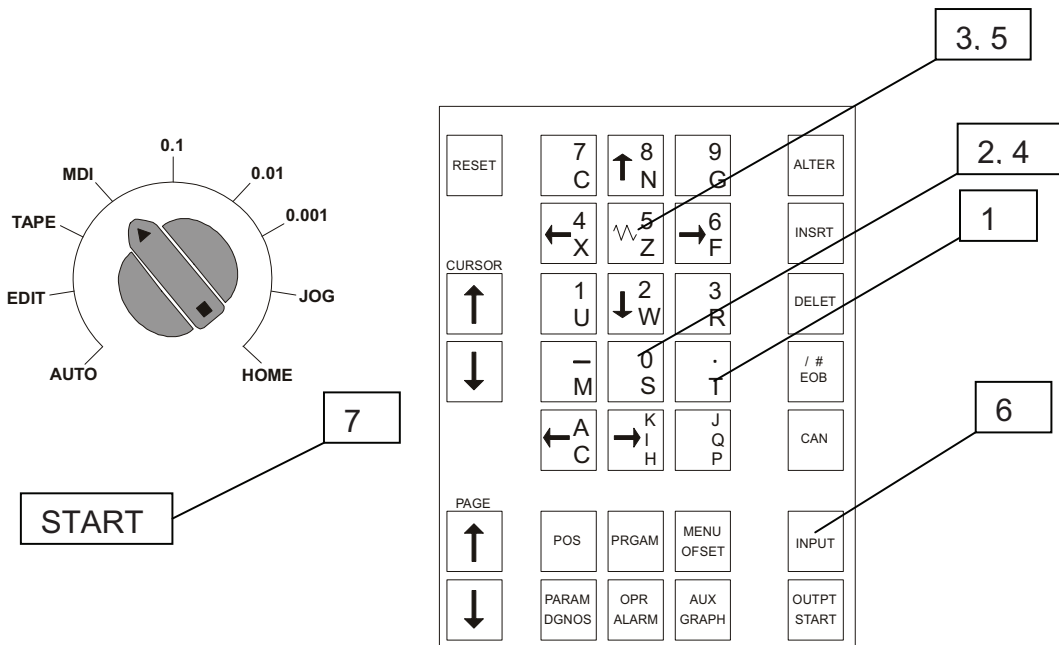 3, 5
2, 4
1
6
7
START
0.1
MDI
0.01
TAPE
0.001
EDIT
JOG
AUTO
HOME
RESET
7
C
8
N
9
G
ALTER
4
X
5
Z
6
F
INSRT
CURSOR
1
U
2
W
3
R
DELET
—
M
0
S
.
T
/ #
EOB
A
C
K
I
H
J
Q
P
CAN
PAGE
POS
PRGAM
MENU
OFSET
INPUT
PARAM
DGNOS
OPR
ALARM
AUX
GRAPH
OUTPT
START